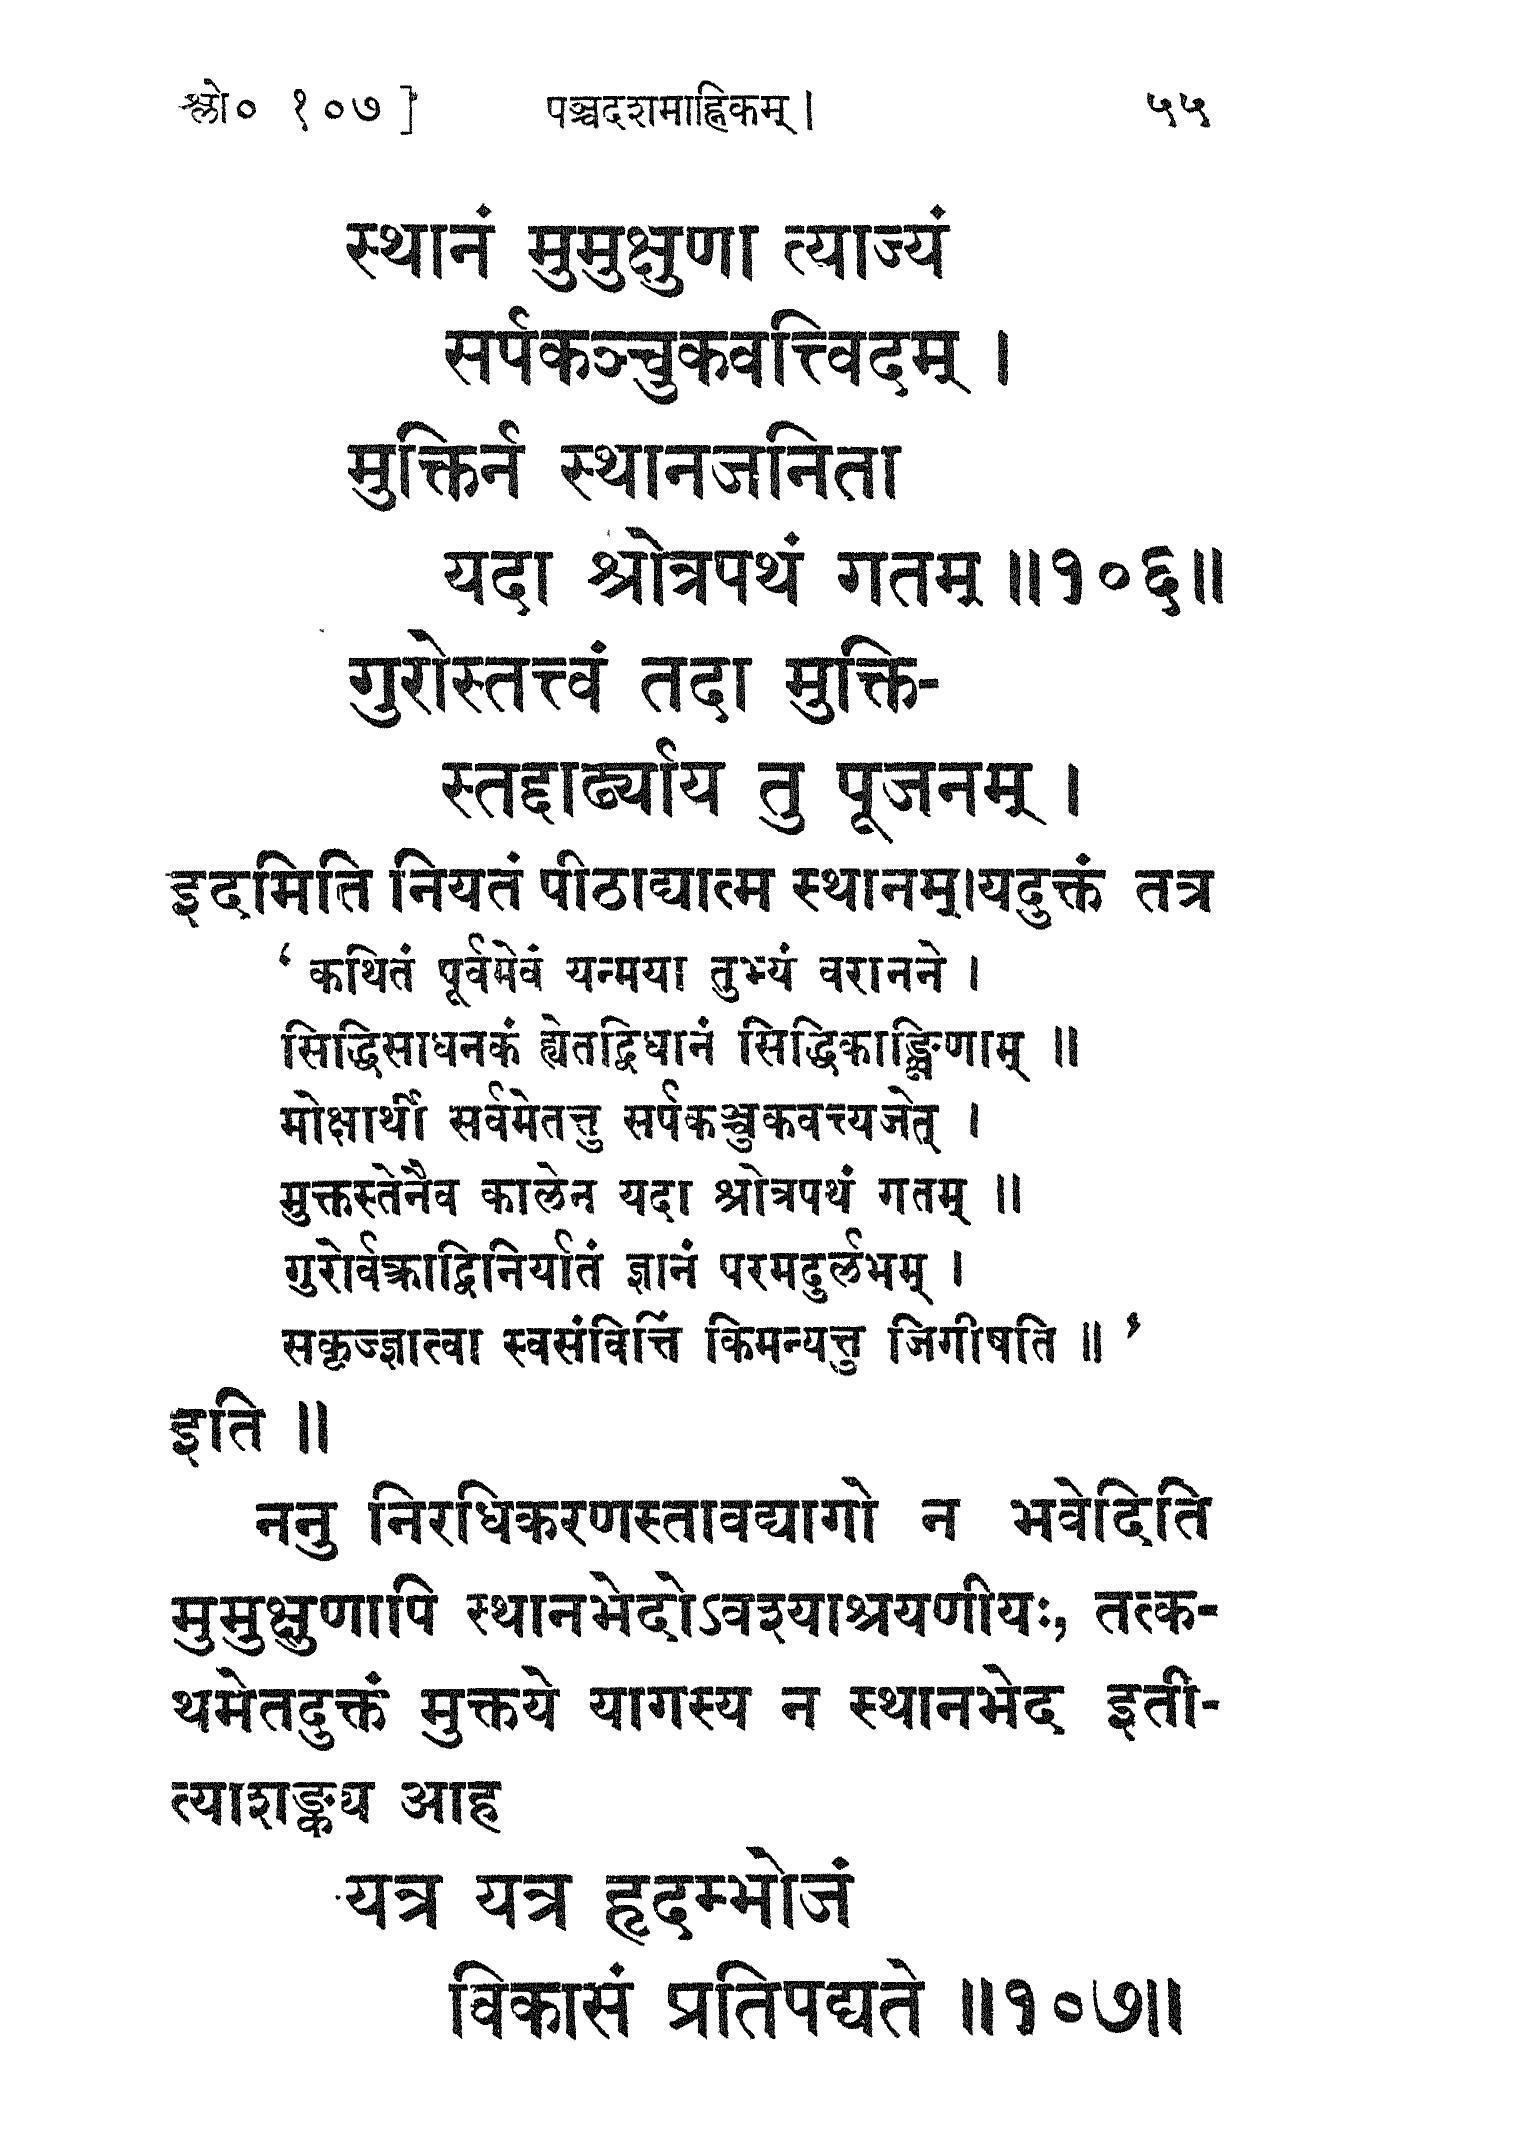 श्लो० १०७ ] पञ्चदशमाह्निकम् । ५५
स्थानं मुमुक्षुणा त्याज्यं
सर्पकञ्चुकवत्त्विदम् ।
मुक्तिर्न स्थानजनिता
यदा श्रोत्रपथं गतम् ॥१०६॥
गुरोस्तत्त्वं तदा मुक्ति-
स्तद्दार्ढ्याय तु पूजनम् ।
इदमिति नियतं पीठाद्यात्म स्थानम्।यदुक्तं तत्र
‘ कथितं पूर्वमेवं यन्मया तुभ्यं वरानने ।
सिद्धिसाधनकं ह्येतद्विधानं सिद्धिकाङ्क्षिणाम् ॥
मोक्षार्थी सर्वमेतत्तु सर्पकञ्चुकवत्त्यजेत् ।
मुक्तस्तेनैव कालेन यदा श्रोत्रपथं गतम् ॥
गुरोर्वक्त्राद्विनिर्यातं ज्ञानं परमदुर्लभम् ।
सकृज्ज्ञात्वा स्वसंवित्तिं किमन्यत्तु जिगीषति ॥ ’
इति ॥
ननु निरधिकरणस्तावद्यागो न भवेदिति
मुमुक्षुणापि स्थानभेदोऽवश्याश्रयणीयः, तत्क-
थमेतदुक्तं मुक्तये यागस्य न स्थानभेद इती-
त्याशङ्क्य आह
यत्र यत्र हृदम्भोजं
विकासं प्रतिपद्यते ॥१०७॥